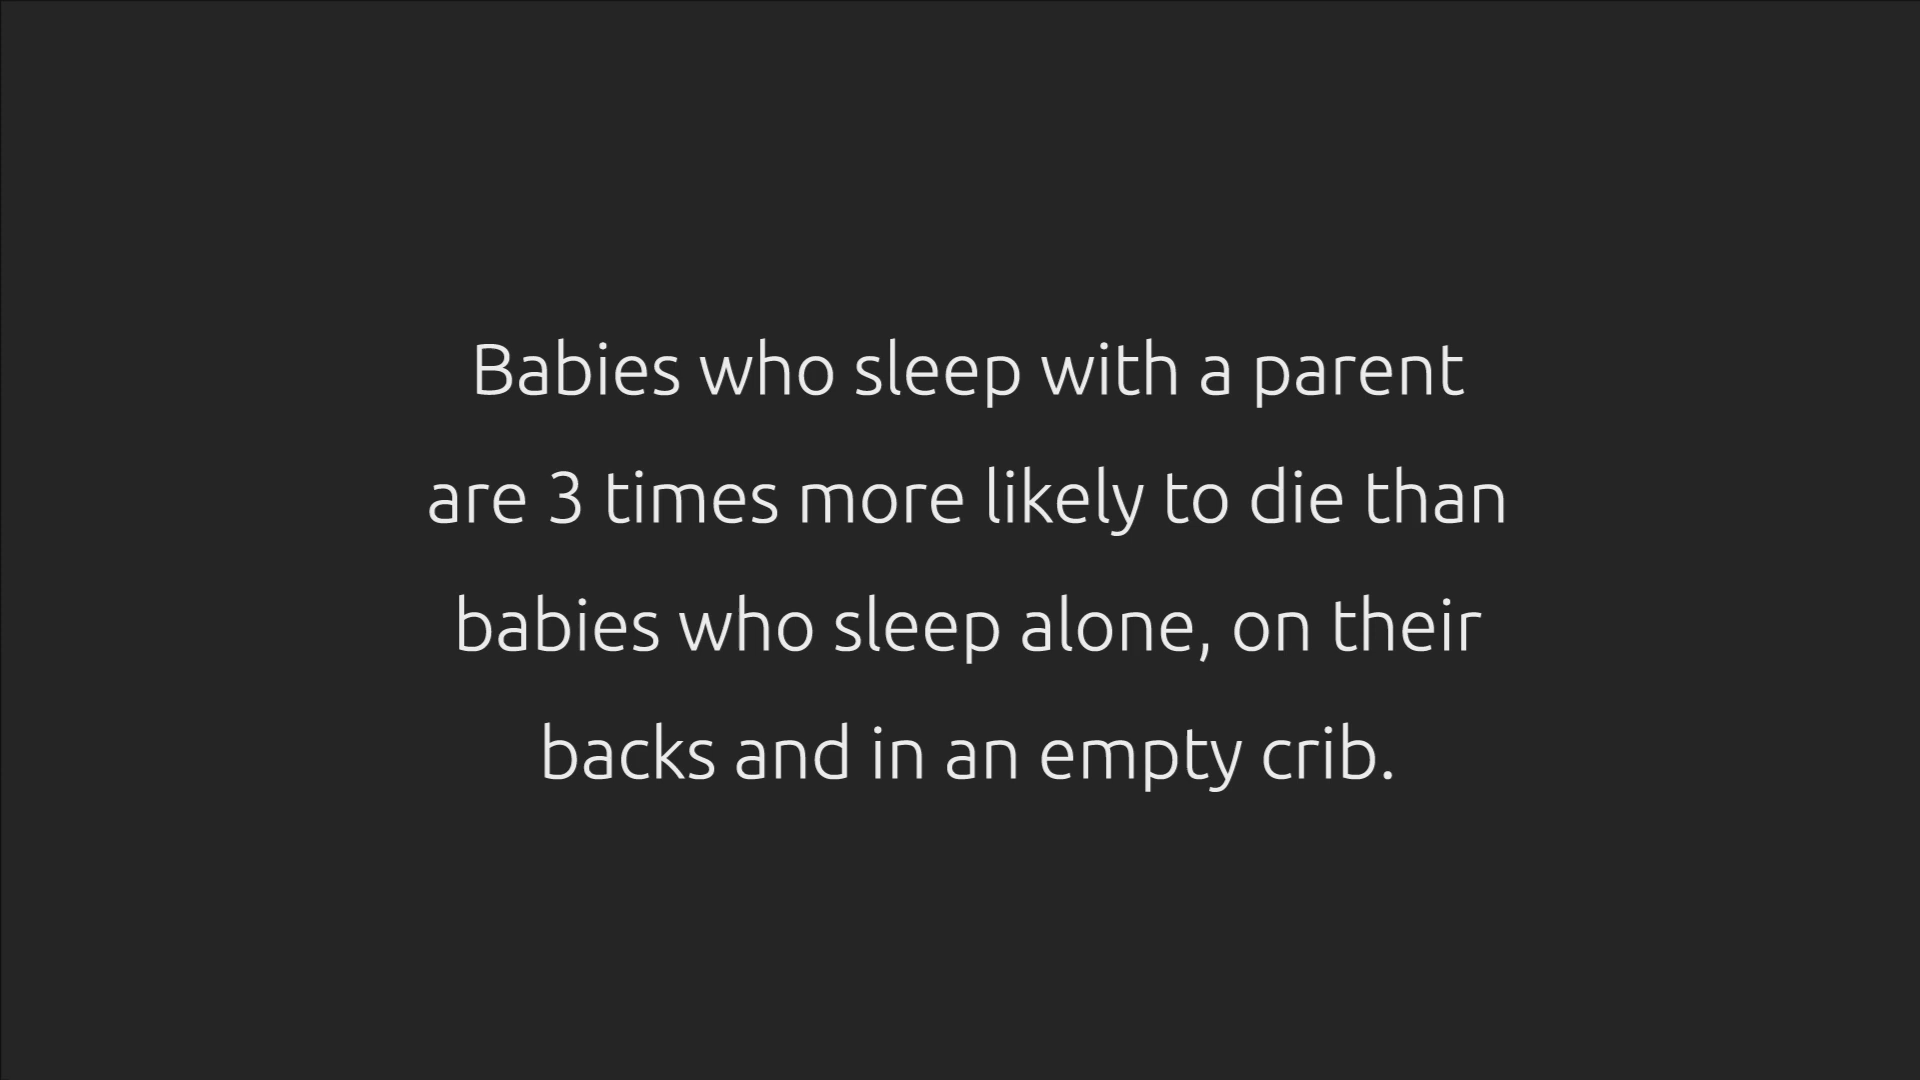 Babies who sleep with a parent
are 3 times more likely to die than
babies who sleep alone, on their
backs and in an empty crib.